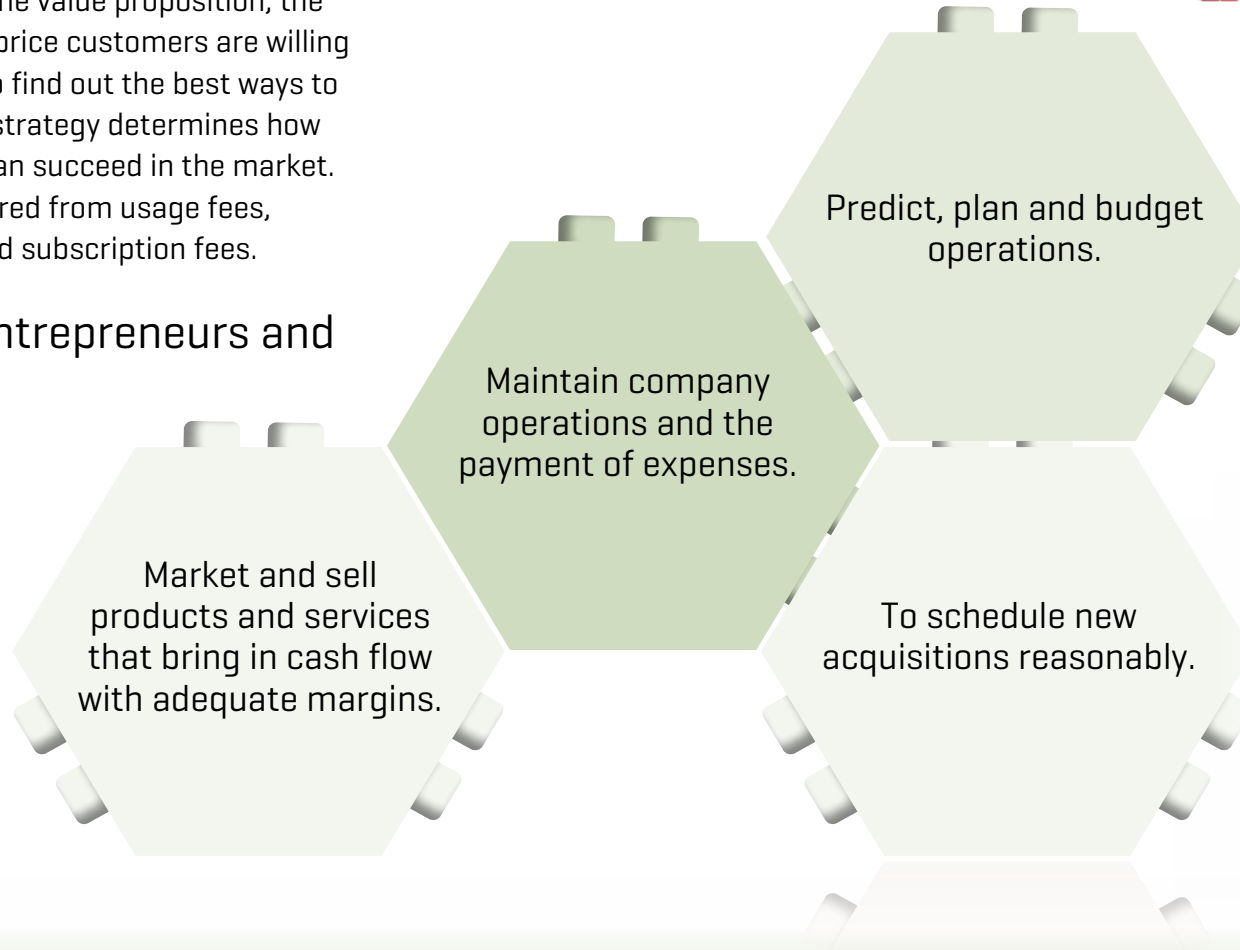 ne value proposition, the
price customers are willing
o find out the best ways to
strategy determines how
an succeed in the market.
red from usage fees,
d subscription fees.
ntrepreneurs and
Predict, plan and budget
operations.
Maintain company
operations and the
payment of expenses.
Market and sell
products and services
that bring in cash flow
with adequate margins.
To schedule new
acquisitions reasonably.